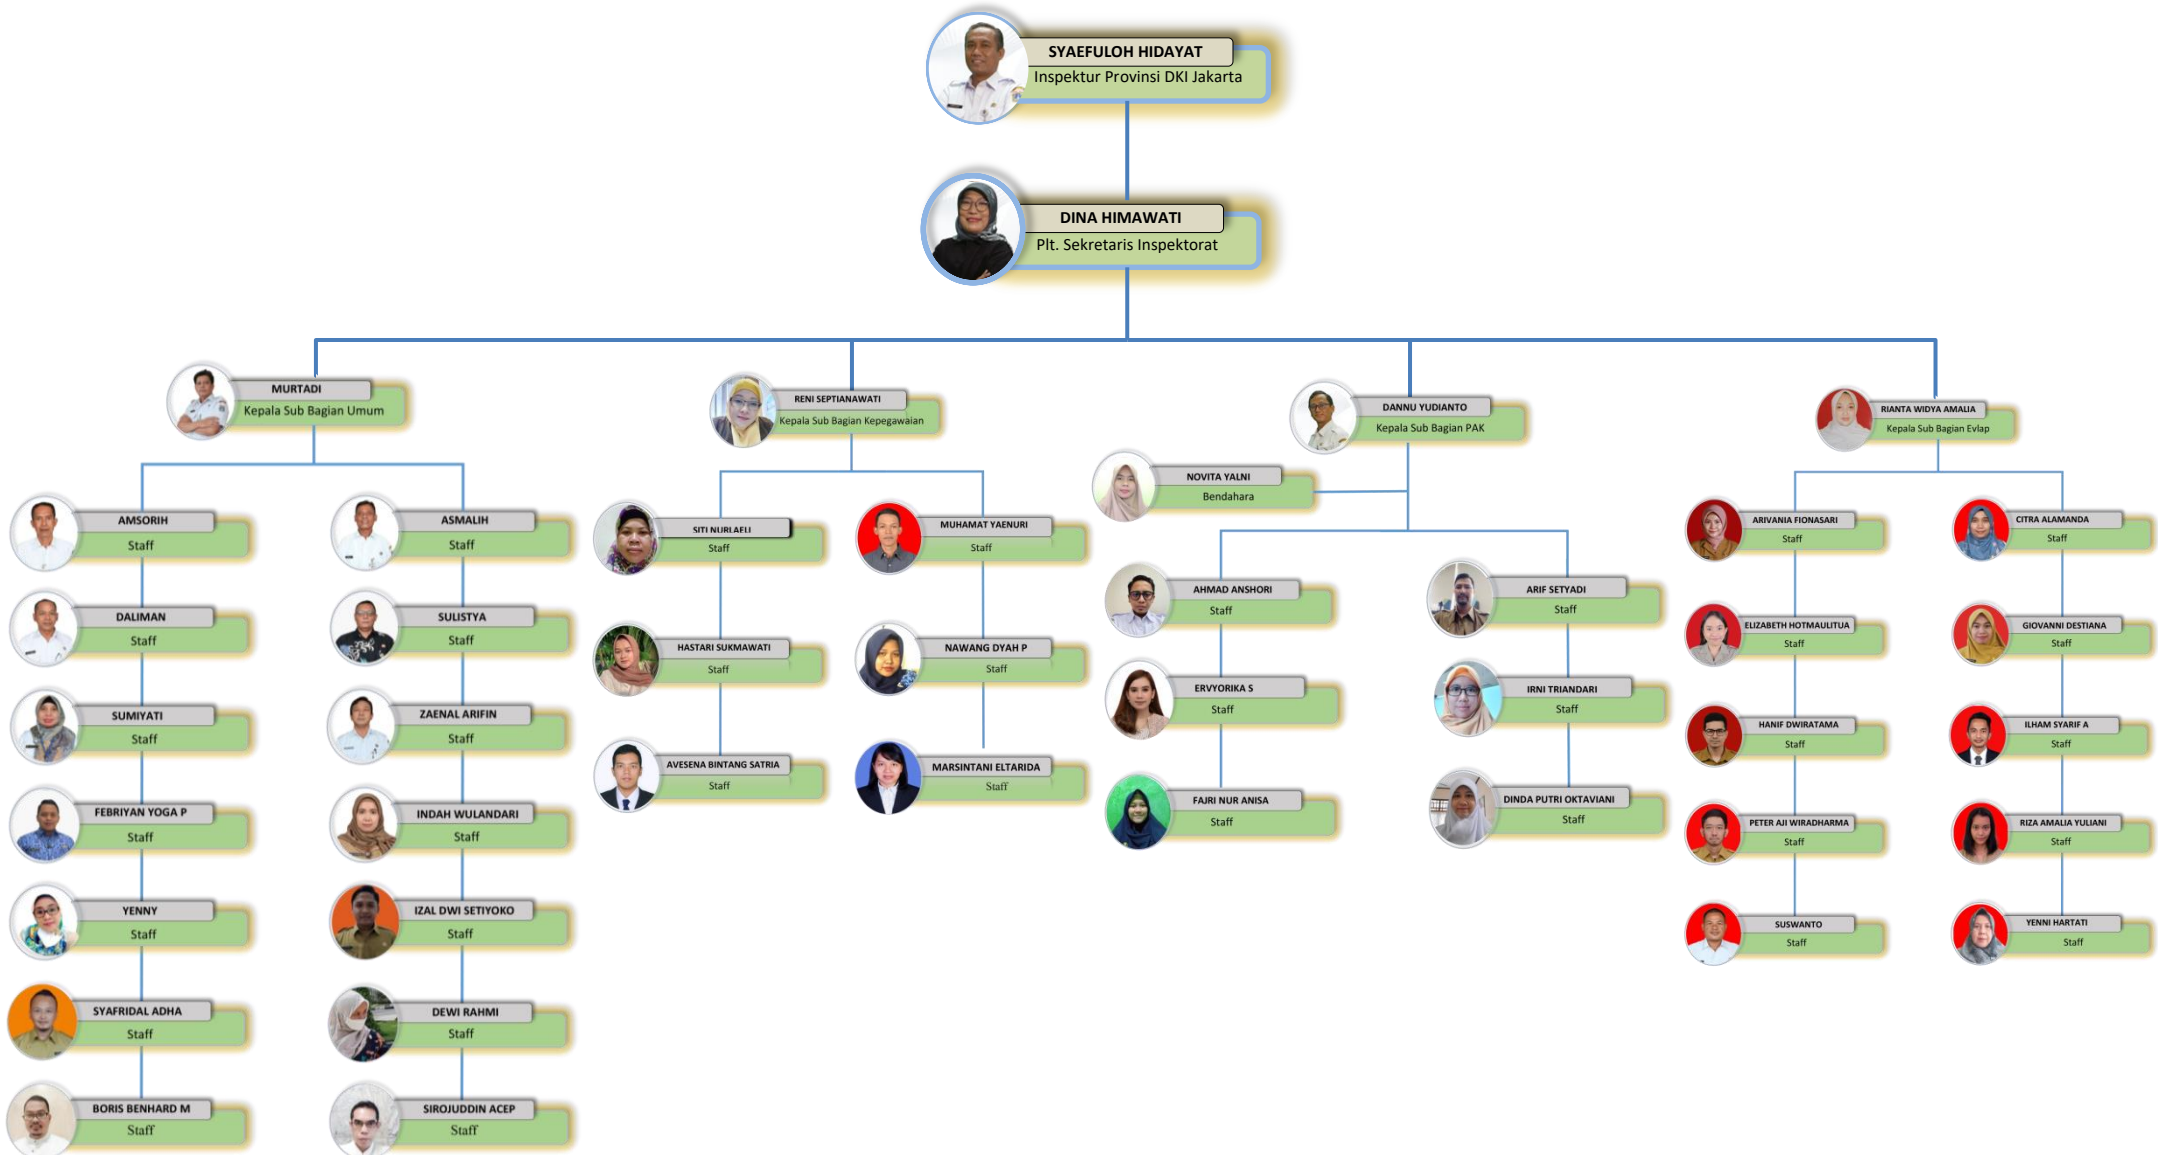 SYAEFULOH HIDAYAT
Inspektur Provinsi DKI Jakarta
DINA HIMAWATI
Plt. Sekretaris Inspektorat
MURTADI
Kepala Sub Bagian Umum
AMSORIH
Staff
DALIMAN
Staff
SUMIYATI
Staff
FEBRIYAN YOGA P
Staff
YENNY
Staff
SYAFRIDAL ADHA
Staff
BORIS BENHARD M
Staff
ASMALIH
Staff
SULISTYA
Staff
ZAENAL ARIFIN
Staff
INDAH WULANDARI
Staff
IZAL DWI SETIYOKO
Staff
DEWI RAHMI
Staff
SIROJUDDIN ACEP
Staff
RENI SEPTIANAWATI
Kepala Sub Bagian Kepegawaian
SITI NURLAELI
Staff
HASTARI SUKMAWATI
Staff
AVESENA BINTANG SATRIA
Staff
MUHAMAT YAENURI
Staff
NAWANG DYAH P
Staff
MARSINTANI ELTARIDA
Staff
DANNU YUDIANTO
Kepala Sub Bagian PAK
NOVITA YALNI
Bendahara
AHMAD ANSHORI
Staff
ERVYORIKA S
Staff
FAJRI NUR ANISA
Staff
ARIF SETYADI
Staff
IRNI TRIANDARI
Staff
DINDA PUTRI OKTAVIANI
Staff
RIANTA WIDYA AMALIA
Kepala Sub Bagian Evlap
ARIVANIA FIONASARI
Staff
ELIZABETH HOTMAULITUA
Staff
HANIF DWIRATAMA
Staff
PETER AJI WIRADHARMA
Staff
SUSWANTO
Staff
CITRA ALAMANDA
Staff
GIOVANNI DESTIANA
Staff
ILHAM SYARIF A
Staff
RIZA AMALIA YULIANI
Staff
YENNI HARTATI
Staff